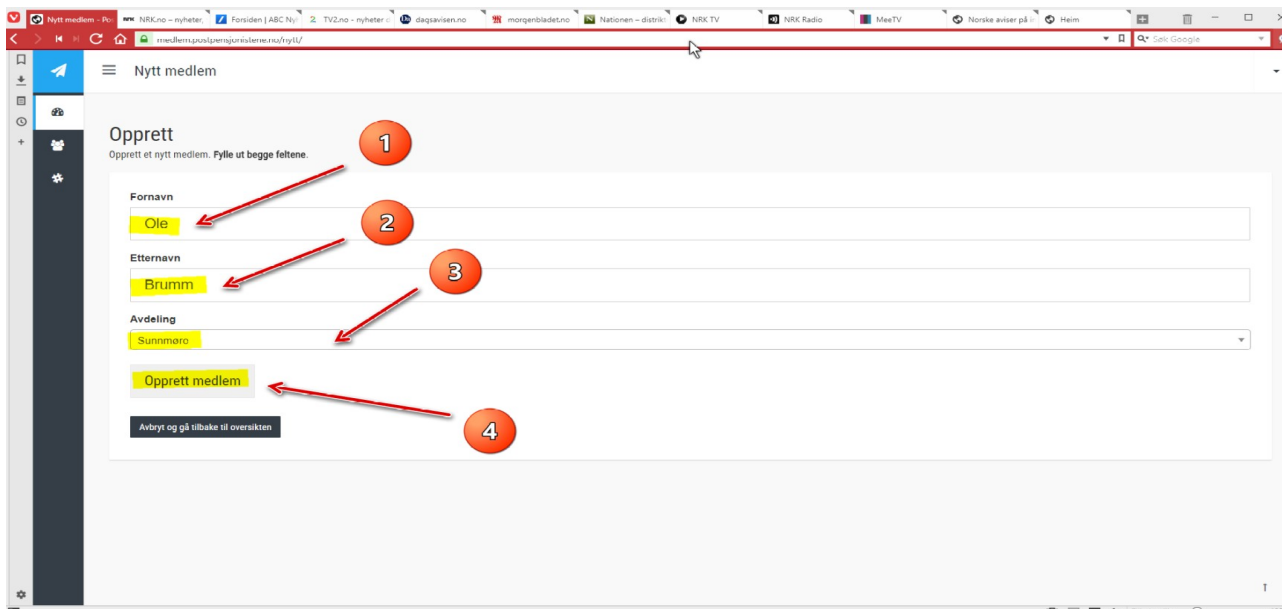 Nytt medlem - Pos
NRK.no – nyheter,
Forsiden | ABC Ny
TV2.no - nyheter o
dagsavisen.no
morgenbladet.no
Nationen – distrikt
NRK TV
NRK Radio
MeeTV
Norske aviser på i
Heim
medlem.postpensjonistene.no/nytt/
Søk Google
Nytt medlem
Opprett
Opprett et nytt medlem. Fylle ut begge feltene.
1
Fornavn
Ole
2
Etternavn
Brumm
3
Avdeling
Sunnmøre
Opprett medlem
4
Avbryt og gå tilbake til oversikten